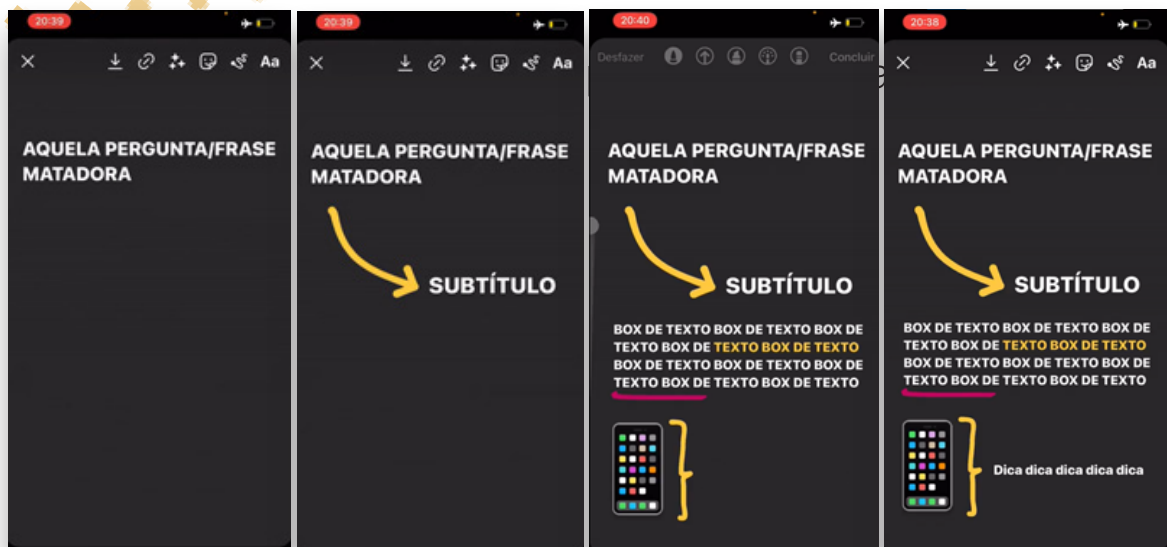 20:39
Aa
AQUELA PERGUNTA/FRASE
MATADORA
20:39
Aa
AQUELA PERGUNTA/FRASE
MATADORA
SUBTÍTULO
20:40
Desfazer
Concluir
AQUELA PERGUNTA/FRASE
MATADORA
SUBTÍTULO
BOX DE TEXTO BOX DE TEXTO BOX DE
TEXTO BOX DE TEXTO BOX DE TEXTO
BOX DE TEXTO BOX DE TEXTO BOX DE
TEXTO BOX DE TEXTO BOX DE TEXTO
20:38
Aa
AQUELA PERGUNTA/FRASE
MATADORA
SUBTÍTULO
BOX DE TEXTO BOX DE TEXTO BOX DE
TEXTO BOX DE TEXTO BOX DE TEXTO
BOX DE TEXTO BOX DE TEXTO BOX DE
TEXTO BOX DE TEXTO BOX DE TEXTO
Dica dica dica dica dica